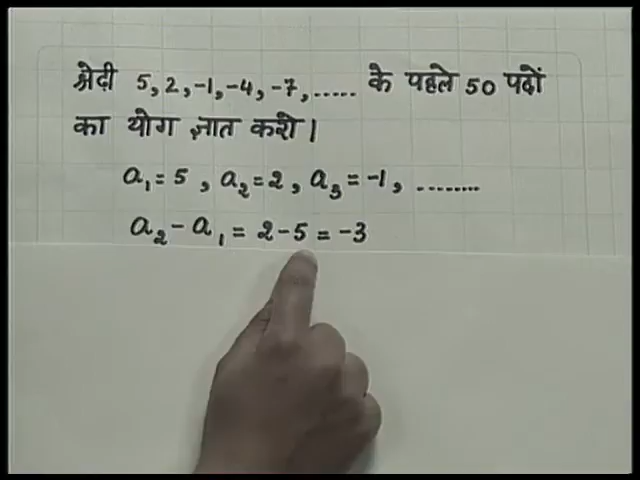 श्रेदी 5, 2, -1, -4, -7, ..... के पहले 50 पदों
का योग ज्ञात करो।
a₁ = 5 , a₂ = 2 , a₃ = -1 , ........
a₂ - a₁ = 2 - 5 = -3